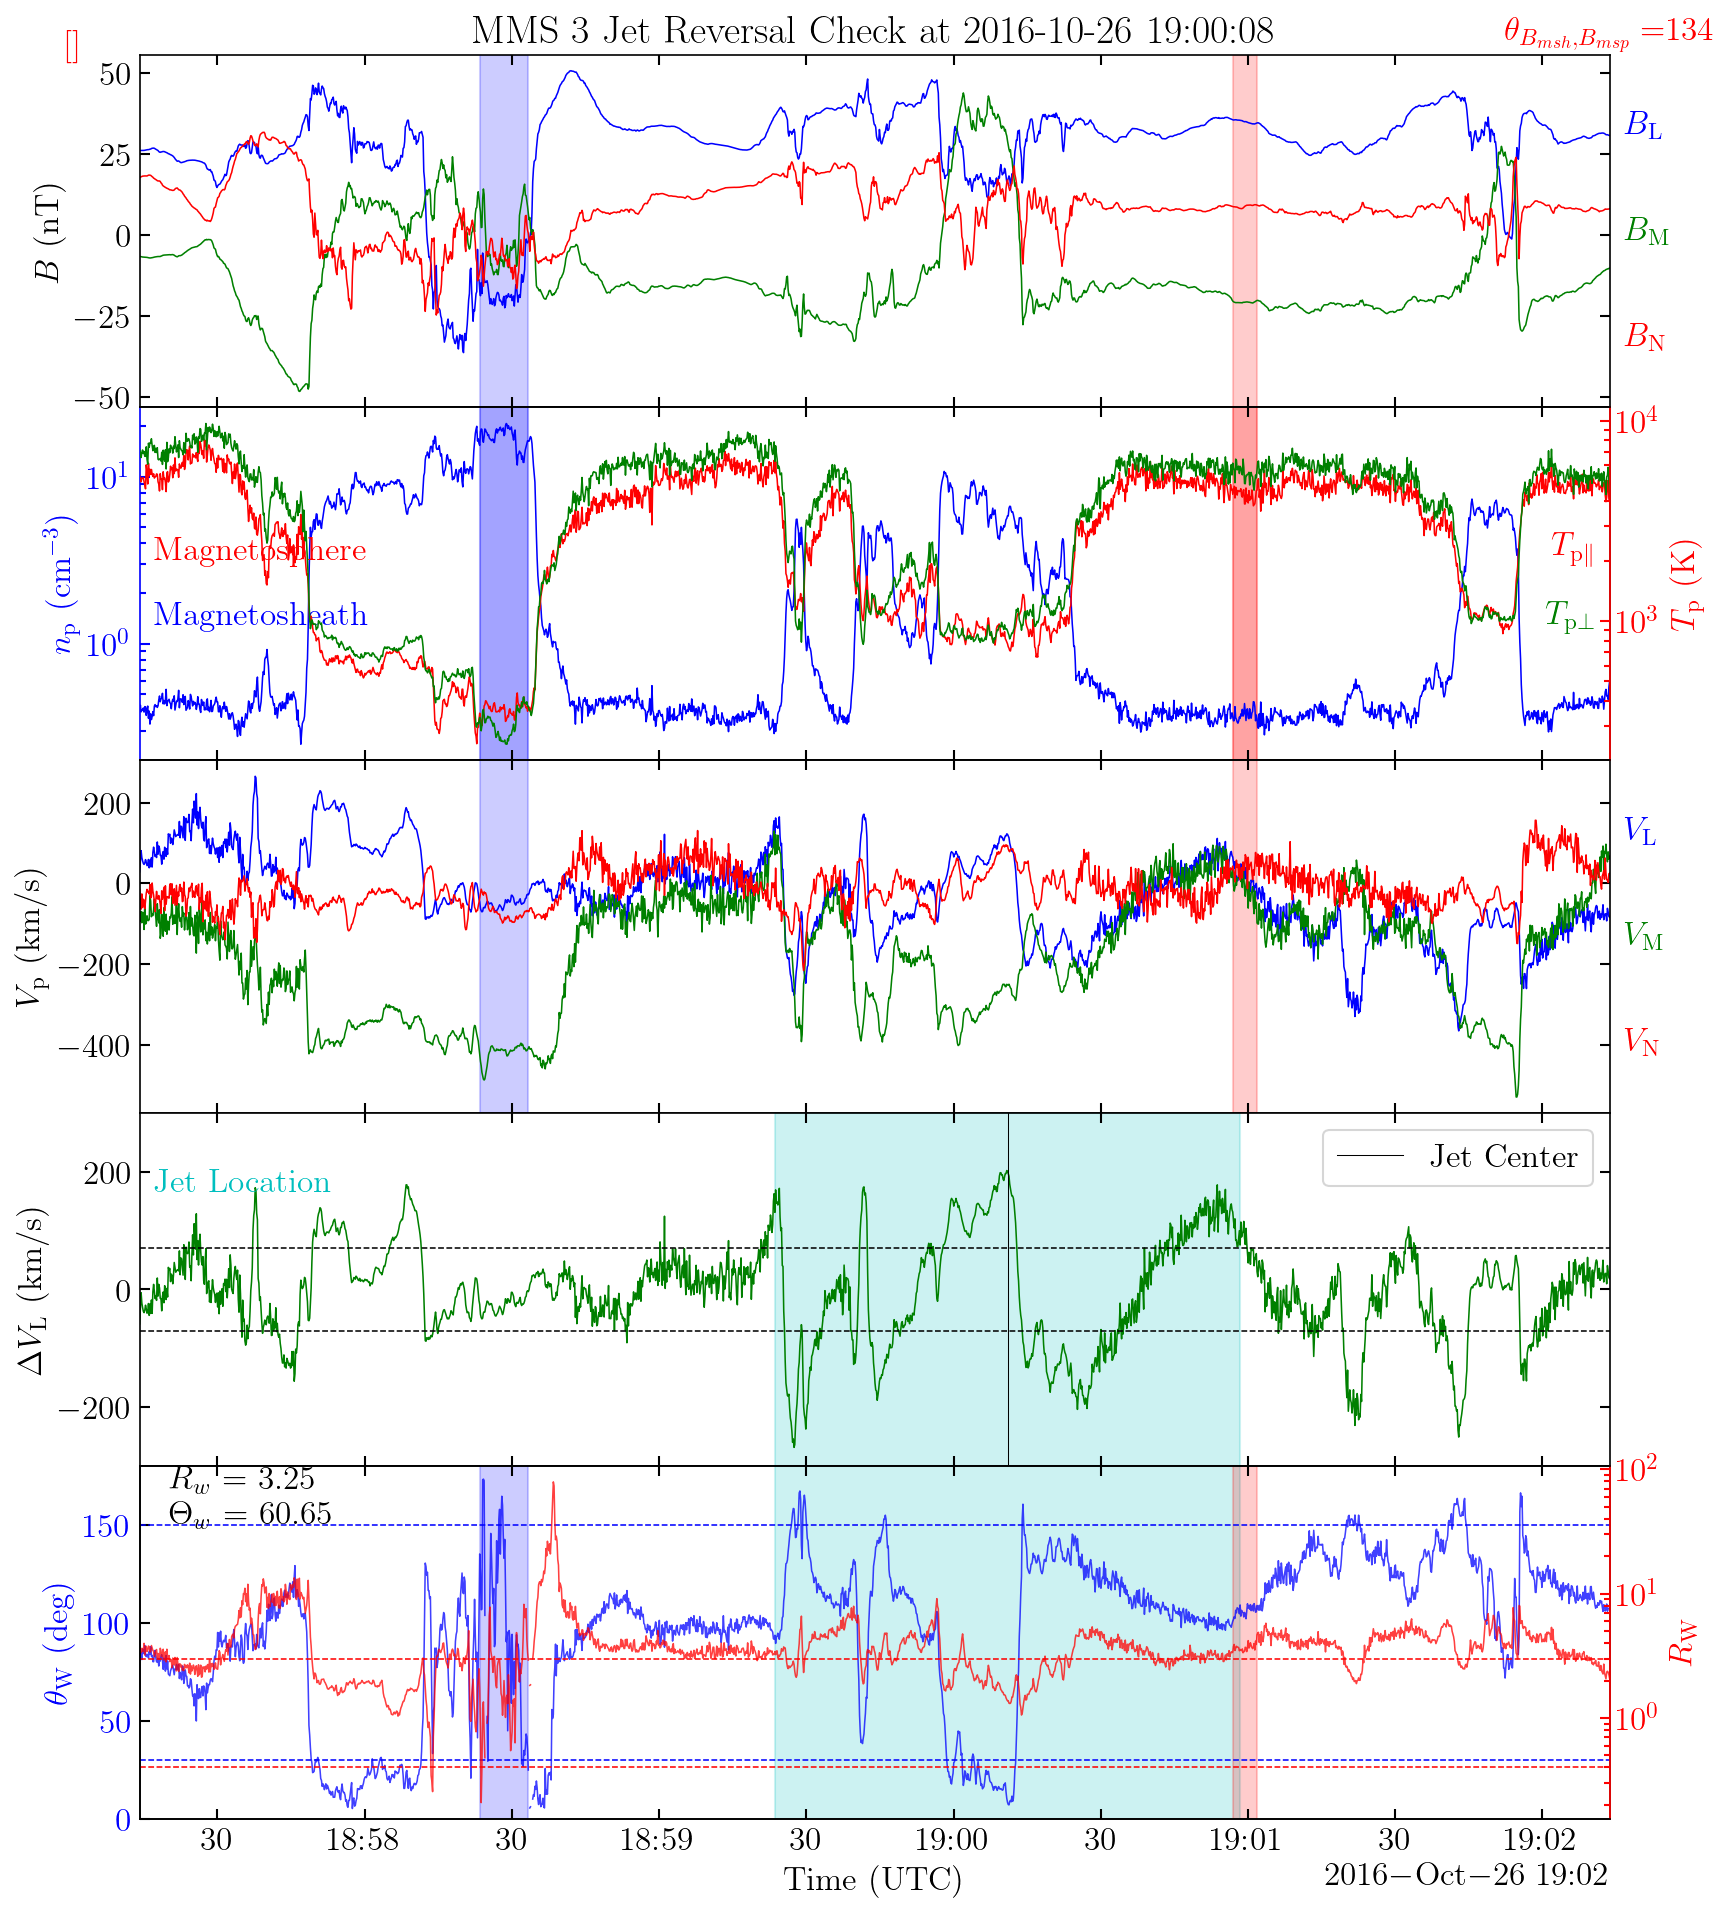 MMS 3 Jet Reversal Check at 2016-10-26 19:00:08
θ_{B_{msh},B_{msp}} =134
50
25
0
−25
−50
B (nT)
B_L
B_M
B_N
10^1
10^0
n_p (cm^{−3})
Magnetosphere
Magnetosheath
10^4
10^3
T_p (K)
T_{p∥}
T_{p⊥}
200
0
−200
−400
V_p (km/s)
V_L
V_M
V_N
200
0
−200
ΔV_L (km/s)
Jet Location
Jet Center
R_w = 3.25
Θ_w = 60.65
150
100
50
0
θ_W (deg)
10^2
10^1
10^0
R_W
30 18:58 30 18:59 30 19:00 30 19:01 30 19:02
Time (UTC)
2016−Oct−26 19:02